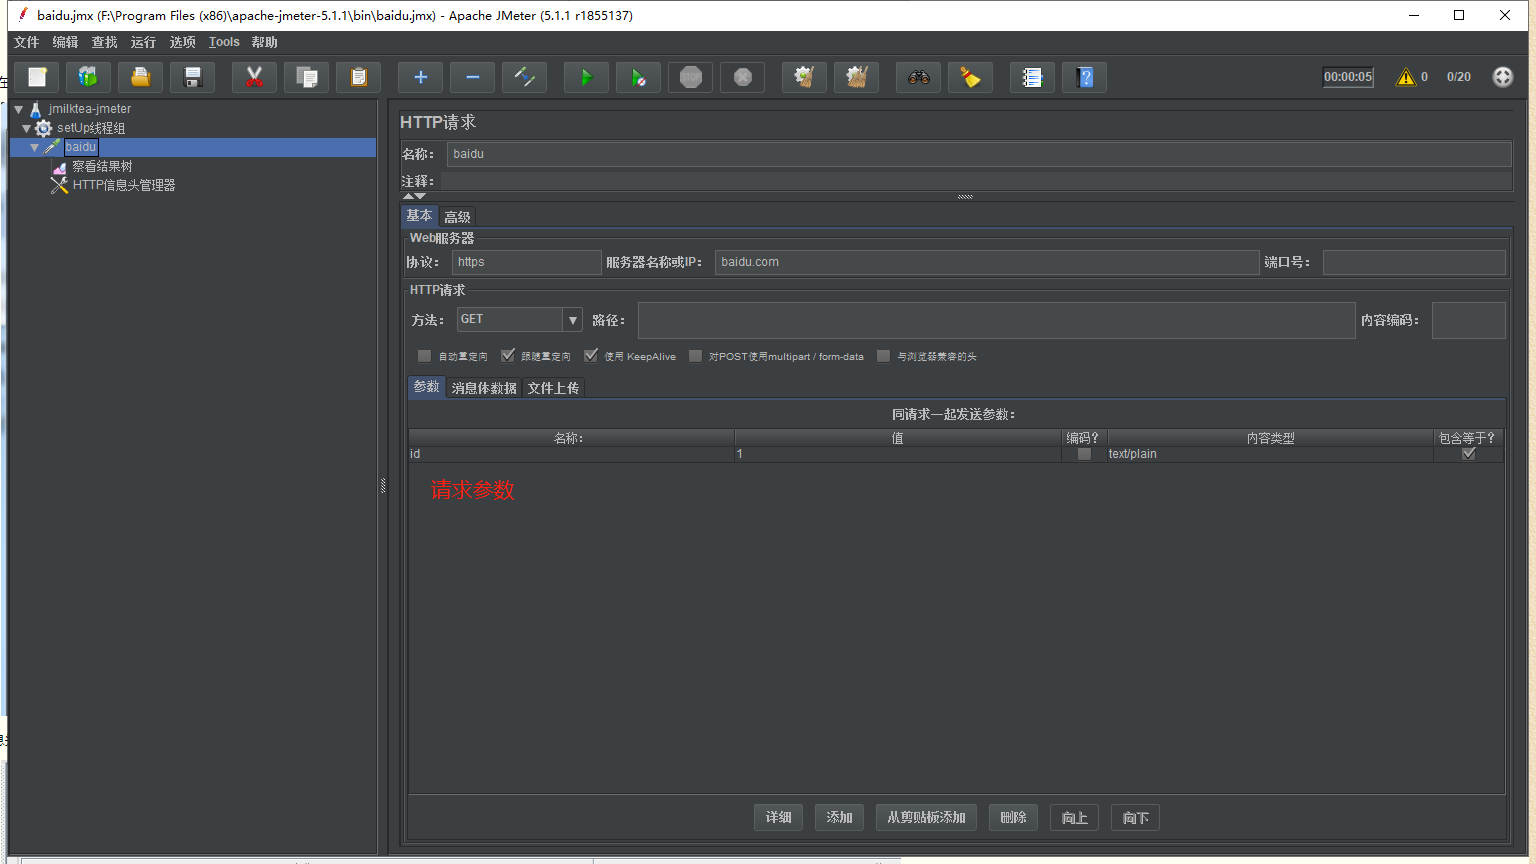 baidu.jmx (F:\Program Files (x86)\apache-jmeter-5.1.1\bin\baidu.jmx) - Apache JMeter (5.1.1 r1855137)
文件 编辑 查找 运行 选项 Tools 帮助
STOP 00:00:05 0 0/20
jmilktea-jmeter
setUp线程组
baidu
察看结果树
HTTP信息头管理器
HTTP请求
名称: baidu
注释:
基本 高级
Web服务器
协议: https 服务器名称或IP: baidu.com 端口号:
HTTP请求
方法: GET 路径: 内容编码:
自动重定向 跟随重定向 使用 KeepAlive 对POST使用multipart / form-data 与浏览器兼容的头
参数 消息体数据 文件上传
同请求一起发送参数:
名称: 值 编码? 内容类型 包含等于?
id 1 text/plain
请求参数
详细 添加 从剪贴板添加 删除 向上 向下